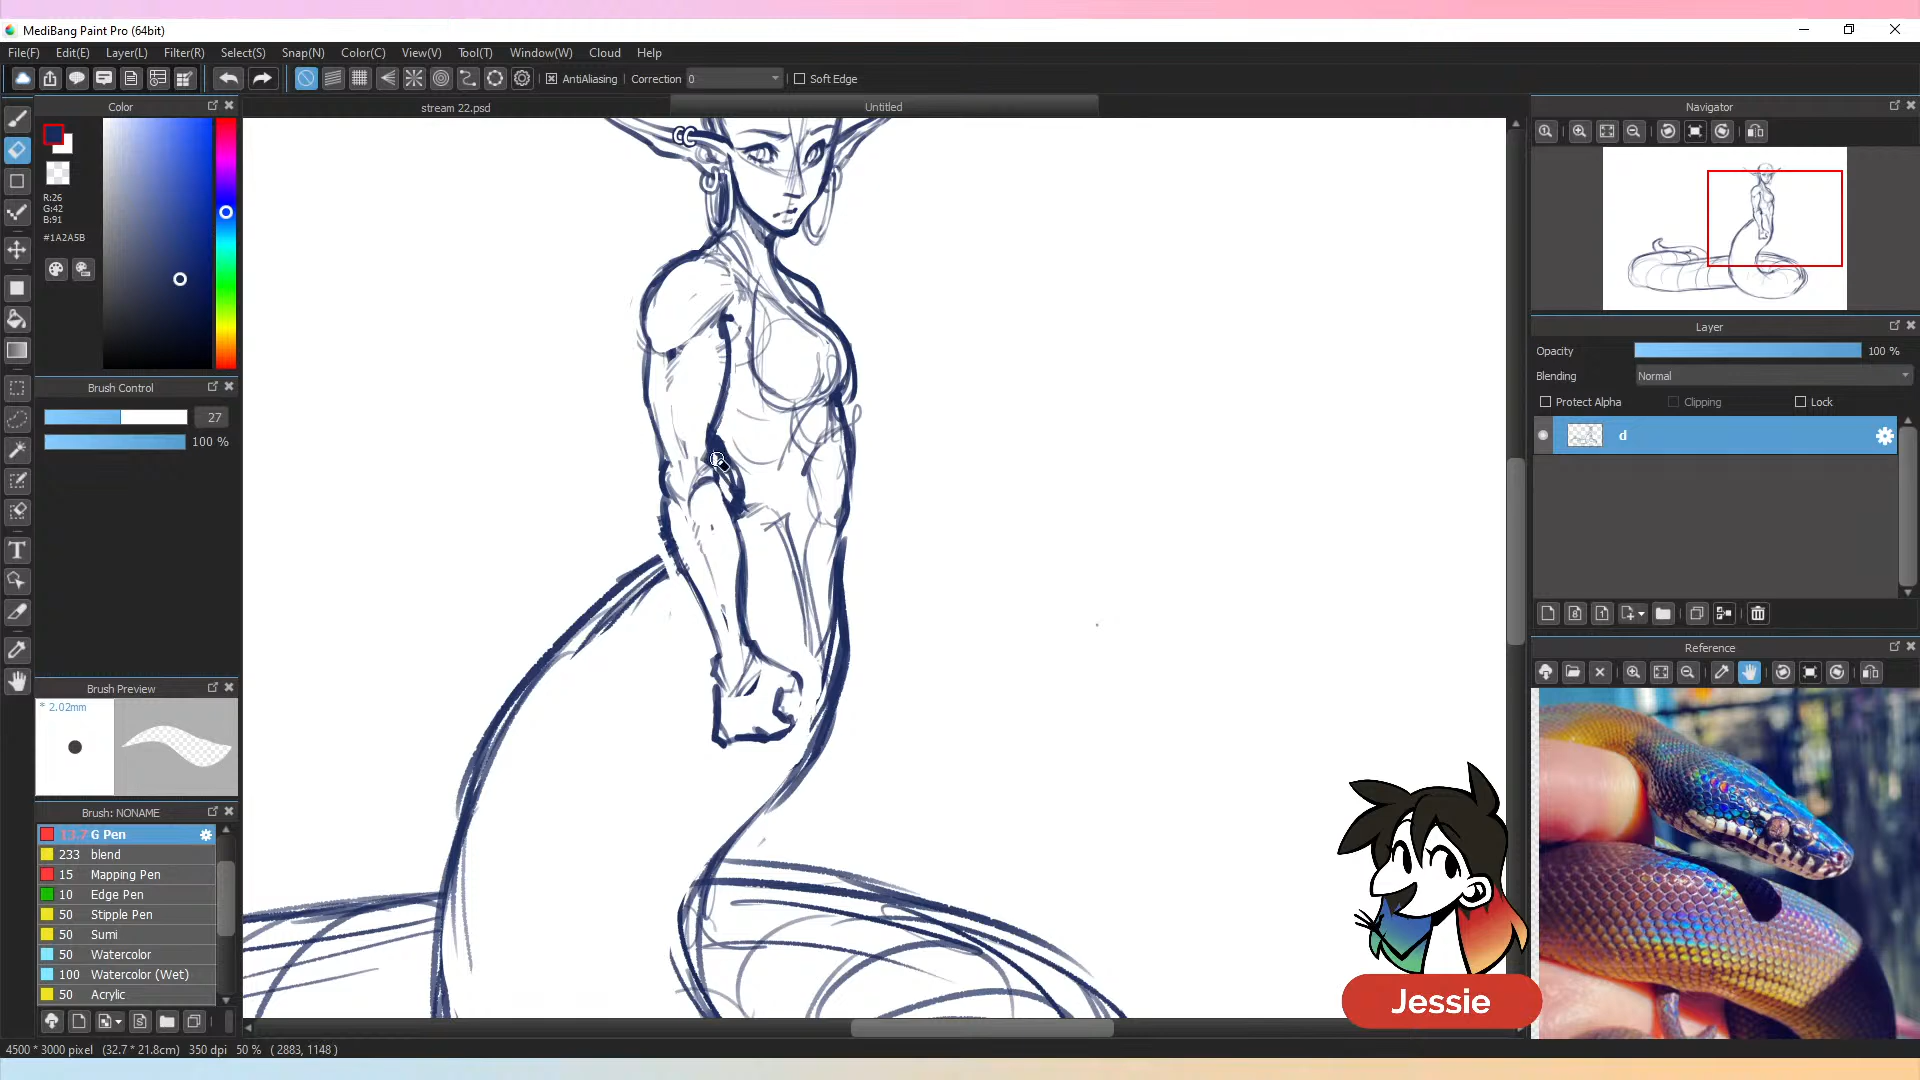 MediBang Paint Pro (64bit)
File(F) Edit(E) Layer(L) Filter(R) Select(S) Snap(N) Color(C) View(V) Tool(T) Window(W) Cloud Help
AntiAliasing Correction 0 Soft Edge
Color
stream 22.psd
Untitled
Navigator
R:26
G:42
B:91
#1A2A5B
Brush Control
27
100 %
Brush Preview
* 2.02mm
Brush: NONAME
13.7 G Pen
233 blend
15 Mapping Pen
10 Edge Pen
50 Stipple Pen
50 Sumi
50 Watercolor
100 Watercolor (Wet)
50 Acrylic
Layer
Opacity 100 %
Blending Normal
Protect Alpha Clipping Lock
d
Reference
Jessie
4500 * 3000 pixel (32.7 * 21.8cm) 350 dpi 50 % ( 2883, 1148 )